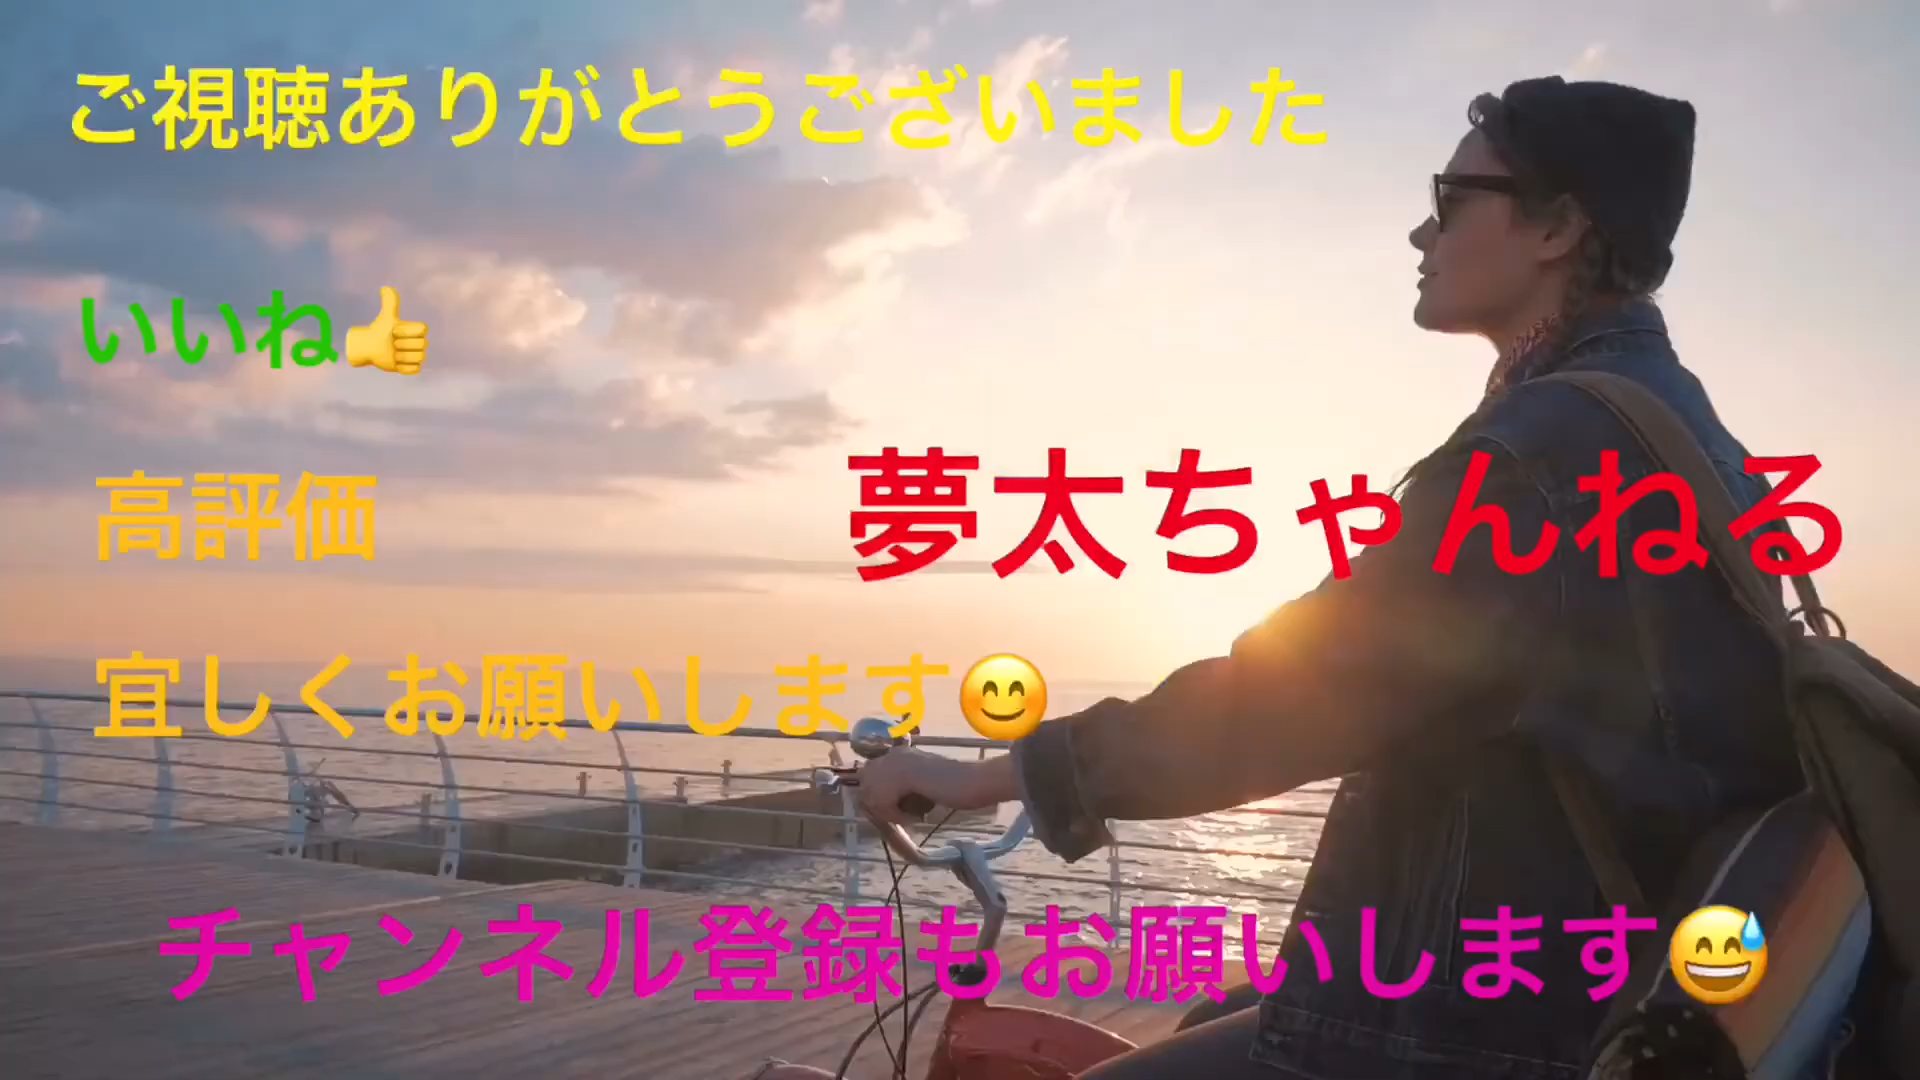 ご視聴ありがとうございました
いいね👍
高評価
夢太ちゃんねる
宜しくお願いします😊
チャンネル登録もお願いします😅